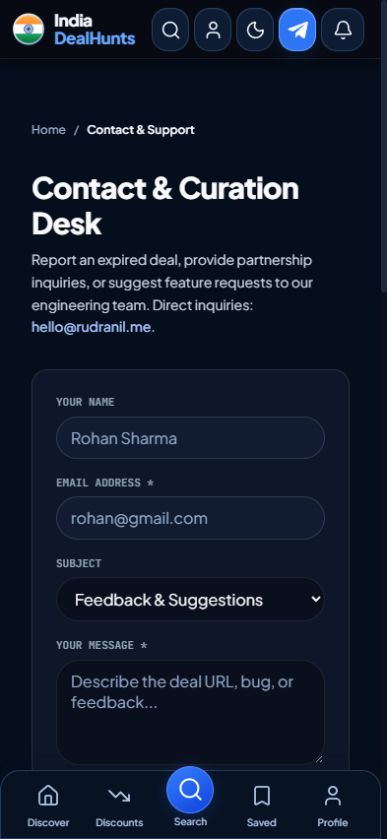 India
DealHunts
Home / Contact & Support
Contact & Curation
Desk
Report an expired deal, provide partnership
inquiries, or suggest feature requests to our
engineering team. Direct inquiries:
hello@rudranil.me.
YOUR NAME
Rohan Sharma
EMAIL ADDRESS *
rohan@gmail.com
SUBJECT
Feedback & Suggestions
YOUR MESSAGE *
Describe the deal URL, bug, or
feedback...
Discover Discounts Search Saved Profile